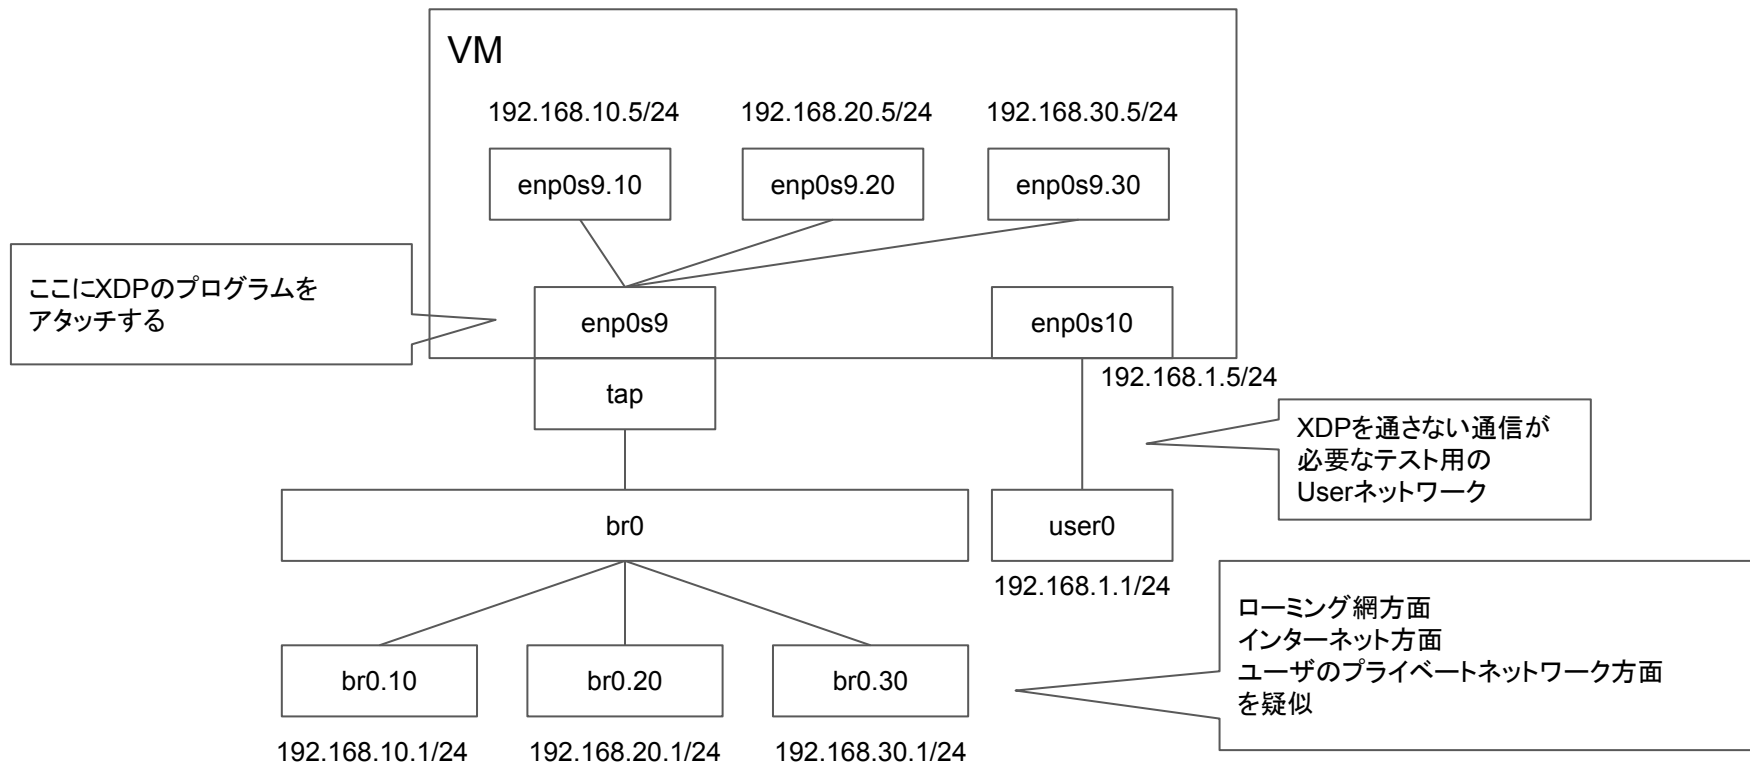 VM
192.168.10.5/24
192.168.20.5/24
192.168.30.5/24
enp0s9.10
enp0s9.20
enp0s9.30
ここにXDPのプログラムを
アタッチする
enp0s9
enp0s10
192.168.1.5/24
tap
XDPを通さない通信が
必要なテスト用の
Userネットワーク
br0
user0
192.168.1.1/24
ローミング網方面
インターネット方面
ユーザのプライベートネットワーク方面
を疑似
br0.10
br0.20
br0.30
192.168.10.1/24
192.168.20.1/24
192.168.30.1/24